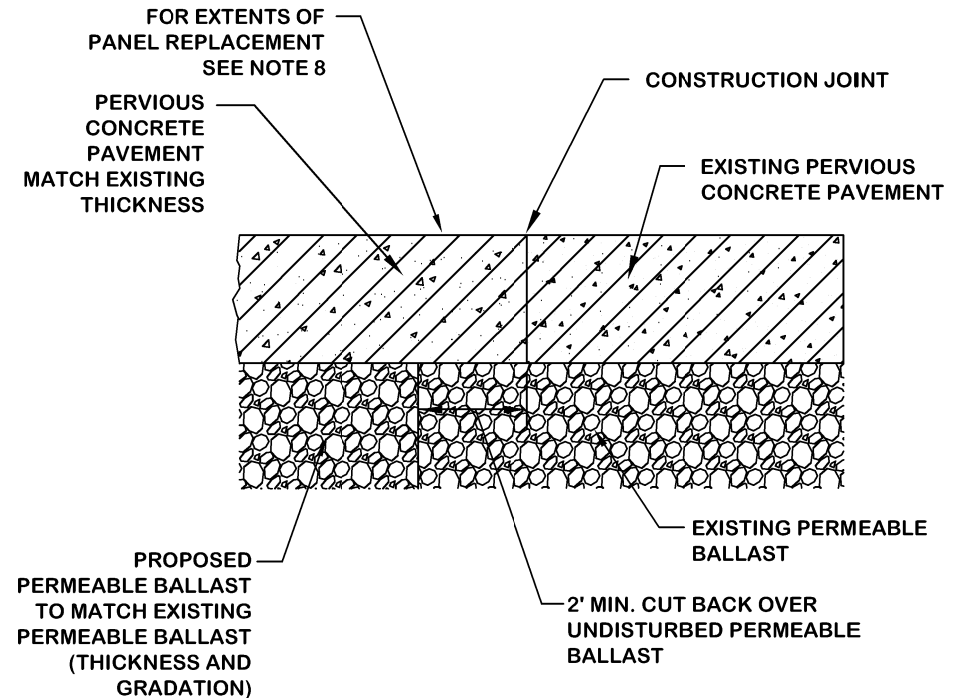 FOR EXTENTS OF
PANEL REPLACEMENT
SEE NOTE 8
PERVIOUS
CONCRETE
PAVEMENT
MATCH EXISTING
THICKNESS
CONSTRUCTION JOINT
EXISTING PERVIOUS
CONCRETE PAVEMENT
EXISTING PERMEABLE
BALLAST
PROPOSED
PERMEABLE BALLAST
TO MATCH EXISTING
PERMEABLE BALLAST
(THICKNESS AND
GRADATION)
2' MIN. CUT BACK OVER
UNDISTURBED PERMEABLE
BALLAST